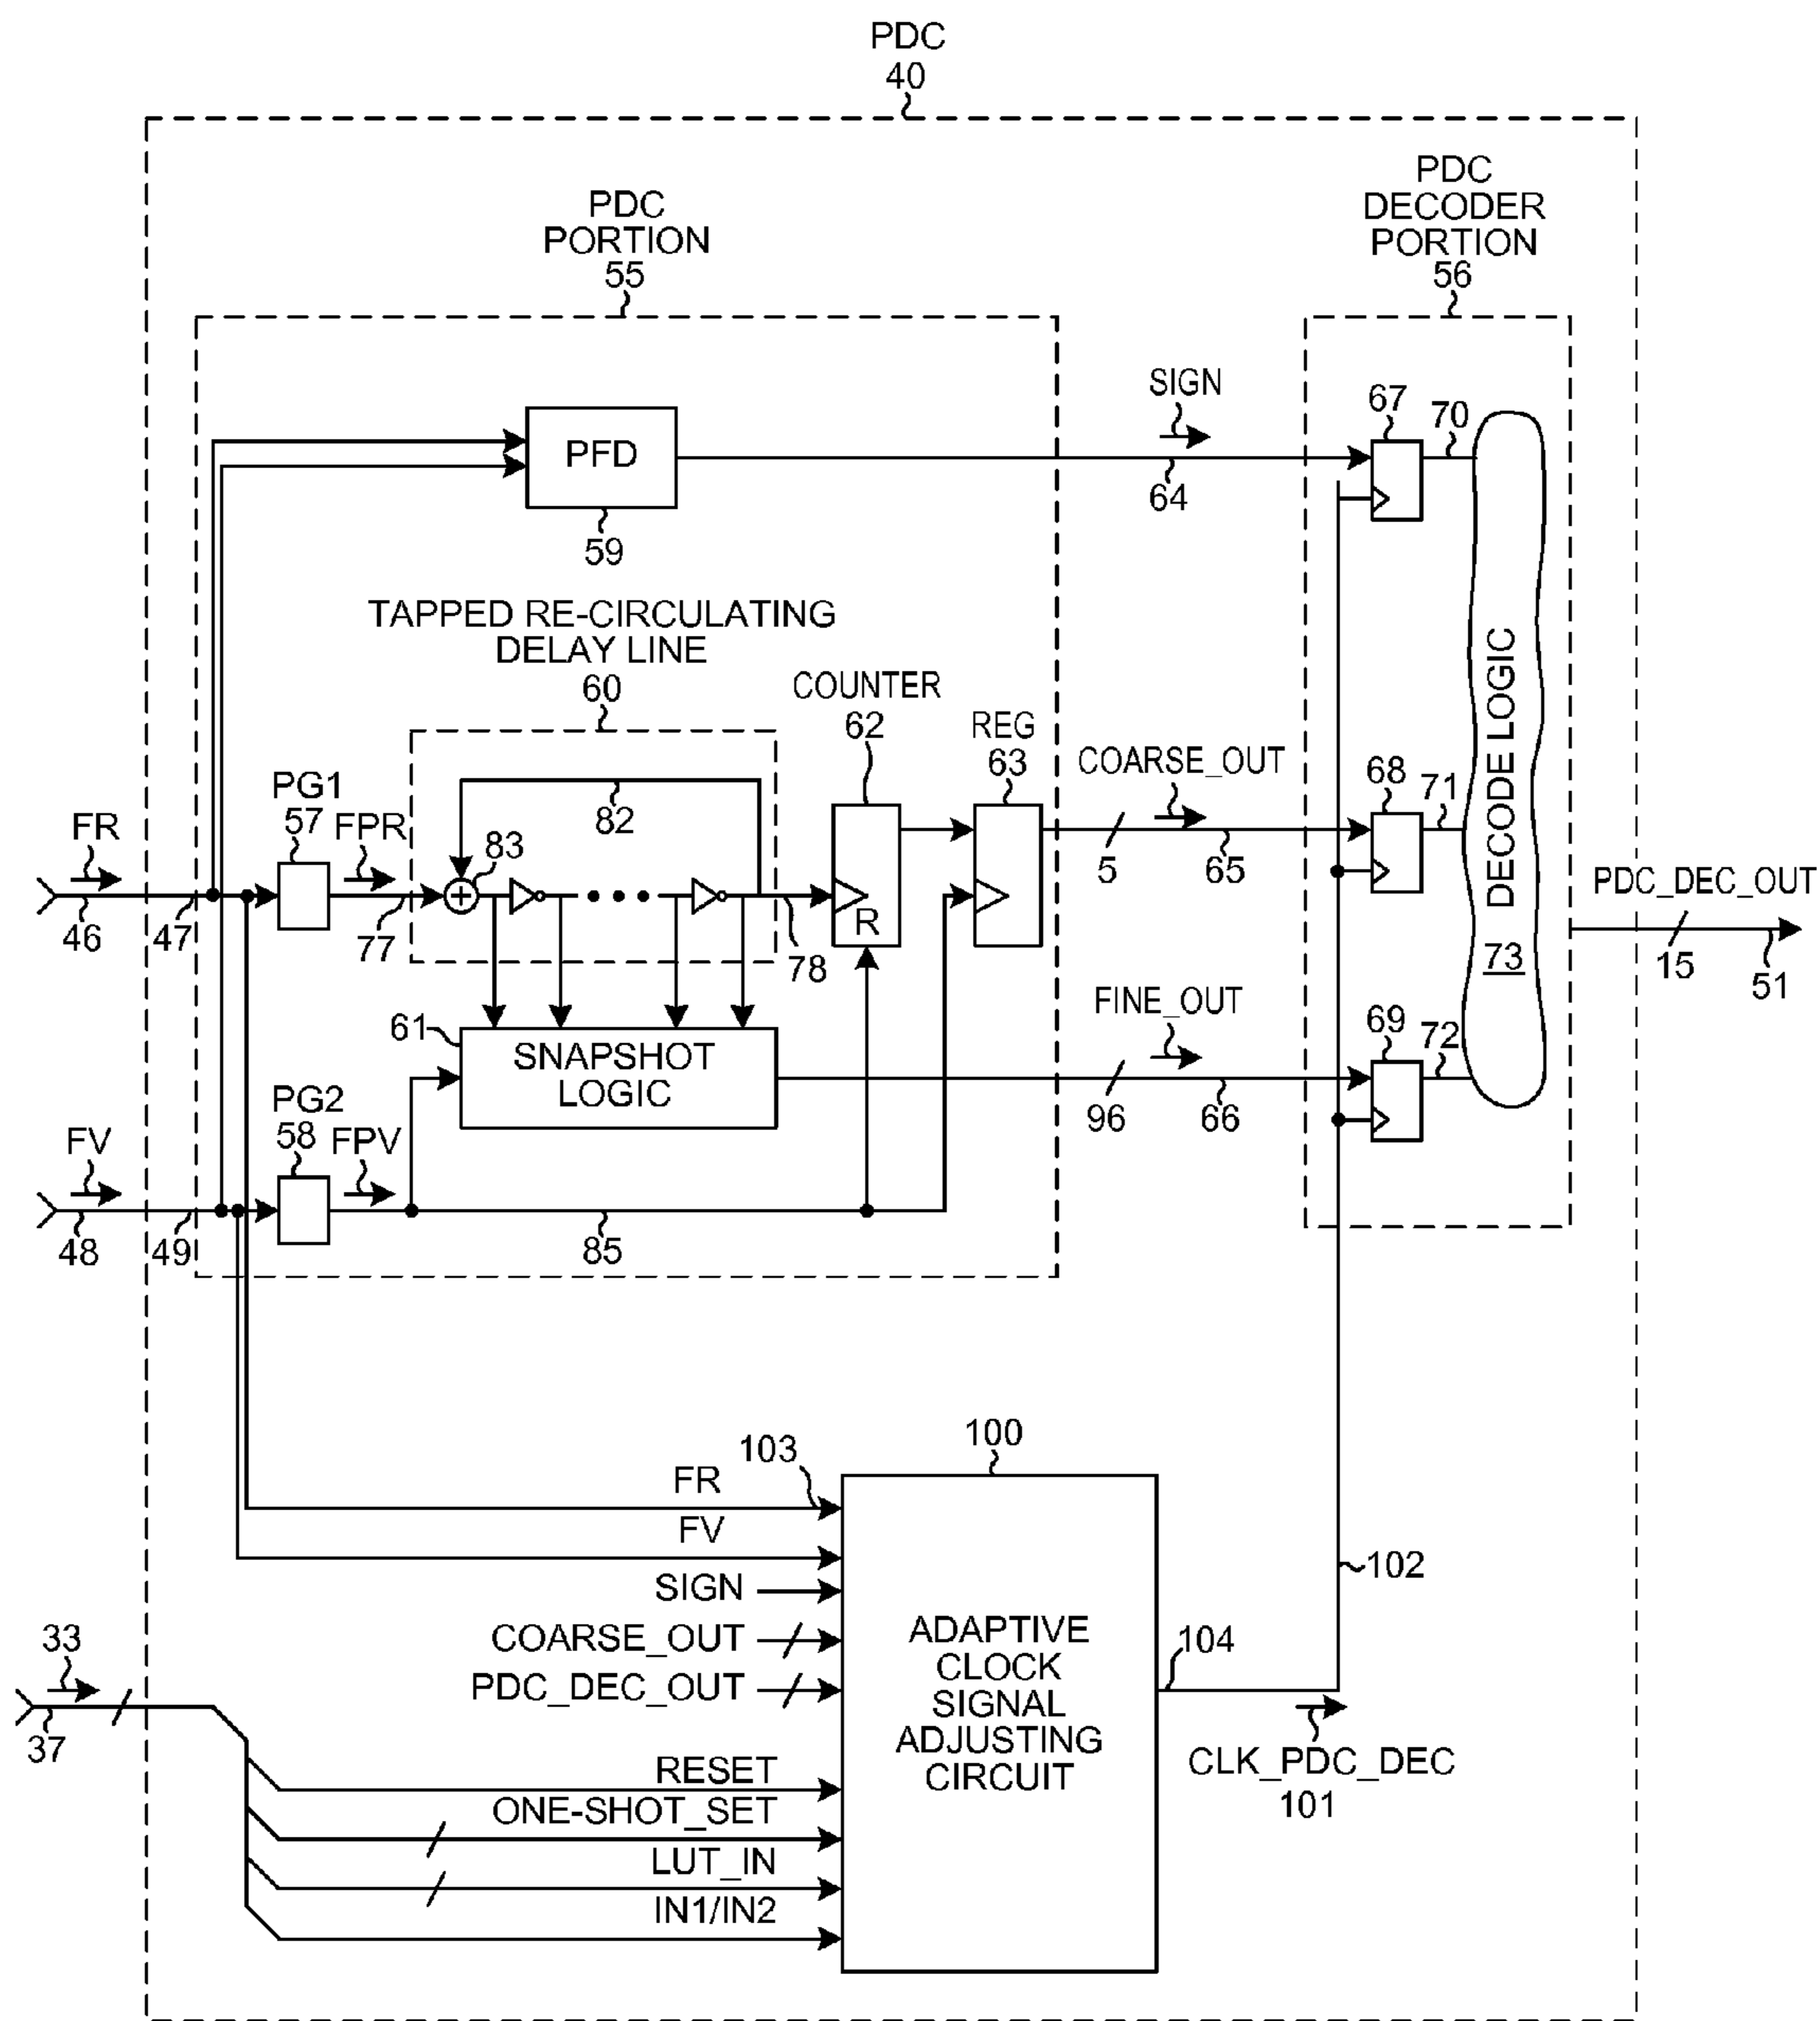 PDC
40
PDC
PORTION
55
PDC
DECODER
PORTION
56
SIGN
67
70
PFD
64
59
TAPPED RE-CIRCULATING
DELAY LINE
60
COUNTER
62
REG
63
COARSE_OUT
68
71
DECODE LOGIC
73
PG1
57
FR
FPR
82
83
+
R
5
65
PDC_DEC_OUT
46
47
77
78
15
51
61
SNAPSHOT
LOGIC
FINE_OUT
69
72
96
66
PG2
58
FV
FPV
48
49
85
103
100
FR
FV
SIGN
COARSE_OUT
PDC_DEC_OUT
ADAPTIVE
CLOCK
SIGNAL
ADJUSTING
CIRCUIT
102
104
33
37
CLK_PDC_DEC
101
RESET
ONE-SHOT_SET
LUT_IN
IN1/IN2